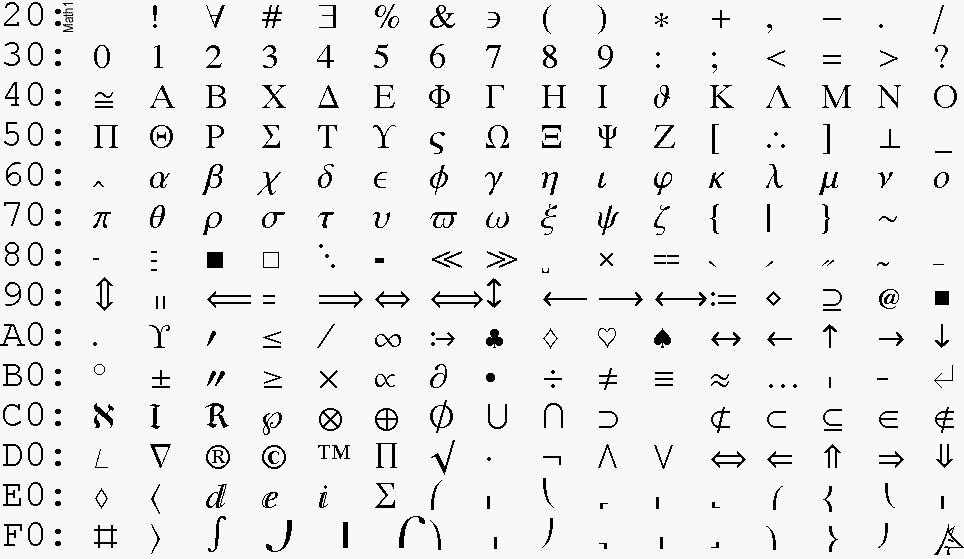 20: Math1 ! ∀ # ∃ % & ∍ ( ) ∗ + , − . /
30: 0 1 2 3 4 5 6 7 8 9 : ; < = > ?
40: ≅ Α Β Χ Δ Ε Φ Γ Η Ι ϑ Κ Λ Μ Ν Ο
50: Π Θ Ρ Σ Τ ϒ ς Ω Ξ Ψ Ζ [ ∴ ] ⊥ _
60: ‸ α β χ δ ϵ ϕ γ η ι φ κ λ μ ν ο
70: π θ ρ σ τ υ ϖ ω ξ ψ ζ { | } ∼
80: - ■ □ ⋱ ≪ ≫ ␣ × == ˎ ˏ ˷ _
90: ⇕ ⟸ = ⟹ ⇔ ⟺ ↕ ⟵ ⟶ ⟷ := ⋄ ⊇ @ ■
A0: . ϒ ′ ≤ ∕ ∞ :→ ♣ ♢ ♡ ♠ ↔ ← ↑ → ↓
B0: ° ± ″ ≥ × ∝ ∂ • ÷ ≠ ≡ ≈ … ↵
C0: ℵ ℑ ℜ ℘ ⊗ ⊕ ∅ ∪ ∩ ⊃ ⊄ ⊂ ⊆ ∈ ∉
D0: ∇ ® © ™ ∏ √ ⋅ ¬ ∧ ∨ ⇔ ⇐ ⇑ ⇒ ⇓
E0: ◊ 〈 ⅆ ⅇ ⅈ Σ ( {
F0: 〉 ∫ ) ) }